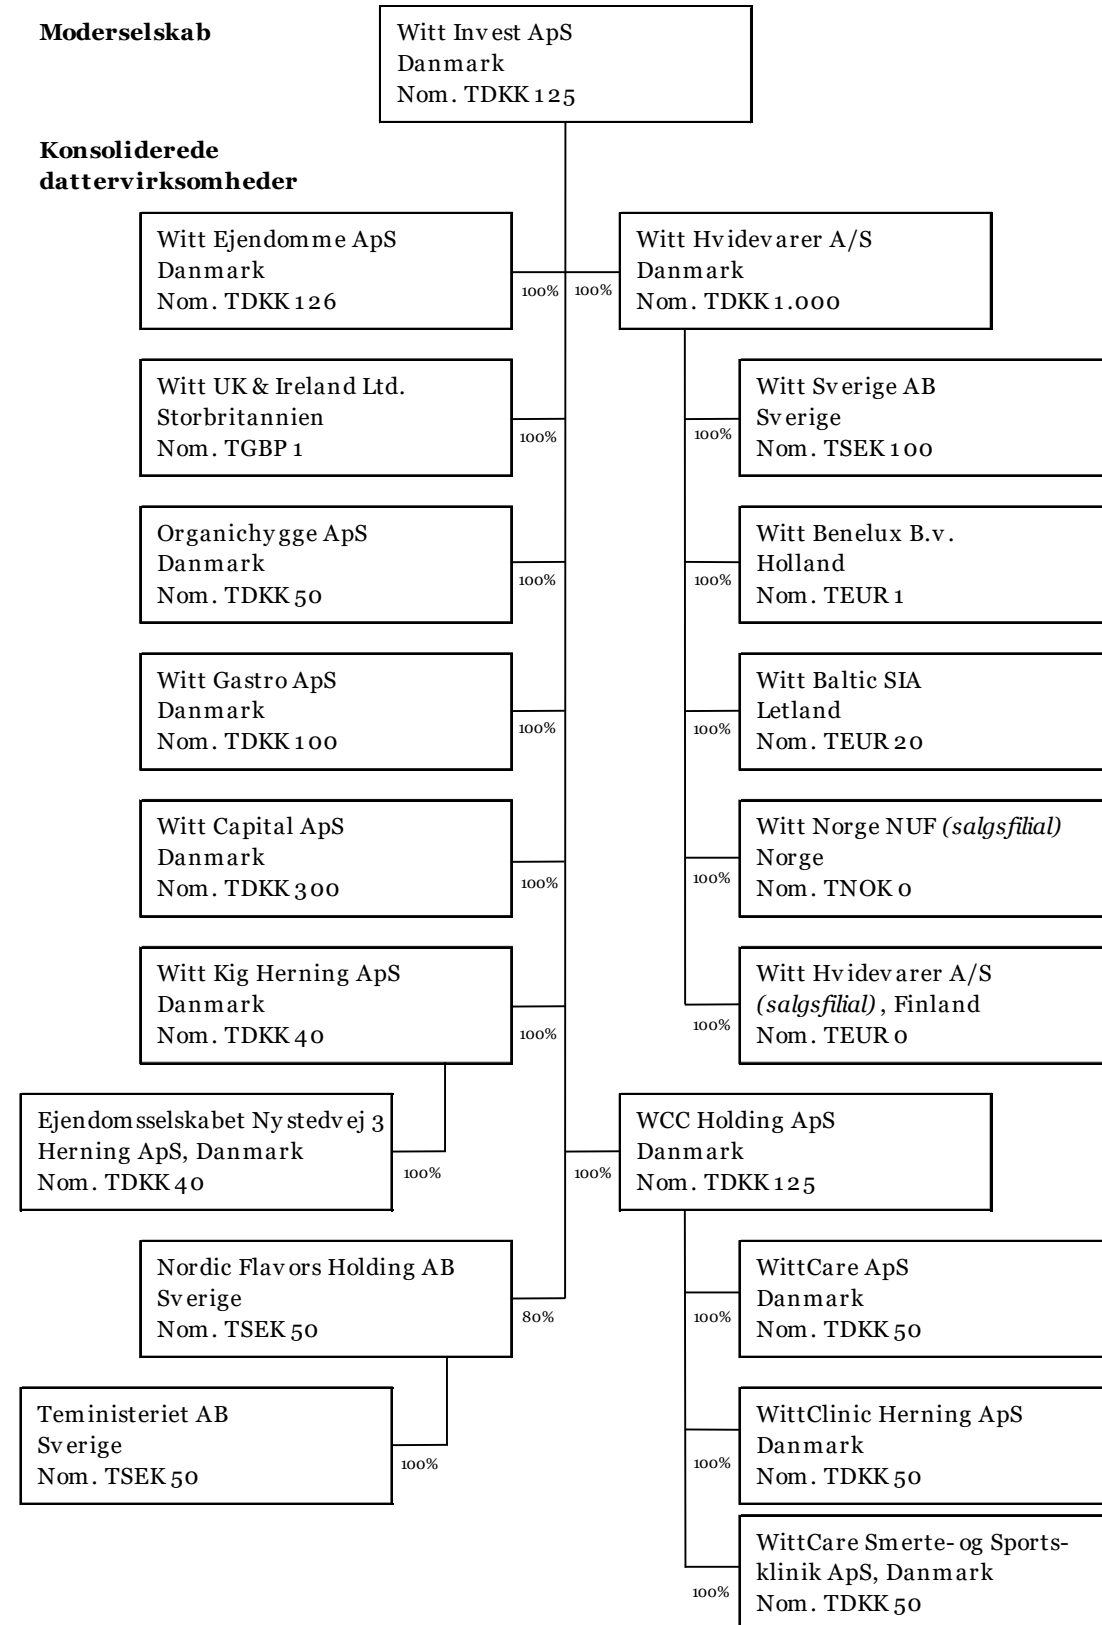 Moderselskab
Witt Invest ApS
Danmark
Nom. TDKK 125
Konsoliderede
dattervirksomheder
Witt Ejendomme ApS
Danmark
Nom. TDKK 126
100%
100%
Witt Hvidevarer A/S
Danmark
Nom. TDKK 1.000
Witt UK & Ireland Ltd.
Storbritannien
Nom. TGBP 1
100%
100%
Witt Sverige AB
Sverige
Nom. TSEK 100
Organichygge ApS
Danmark
Nom. TDKK 50
100%
100%
Witt Benelux B.v.
Holland
Nom. TEUR 1
Witt Gastro ApS
Danmark
Nom. TDKK 100
100%
100%
Witt Baltic SIA
Letland
Nom. TEUR 20
Witt Capital ApS
Danmark
Nom. TDKK 300
100%
100%
Witt Norge NUF (salgsfilial)
Norge
Nom. TNOK 0
Witt Kig Herning ApS
Danmark
Nom. TDKK 40
100%
100%
Witt Hvidevarer A/S
(salgsfilial), Finland
Nom. TEUR 0
Ejendomsselskabet Nystedvej 3
Herning ApS, Danmark
Nom. TDKK 40
100%
100%
WCC Holding ApS
Danmark
Nom. TDKK 125
Nordic Flavors Holding AB
Sverige
Nom. TSEK 50
80%
100%
WittCare ApS
Danmark
Nom. TDKK 50
Teministeriet AB
Sverige
Nom. TSEK 50
100%
100%
WittClinic Herning ApS
Danmark
Nom. TDKK 50
100%
WittCare Smerte- og Sports-
klinik ApS, Danmark
Nom. TDKK 50